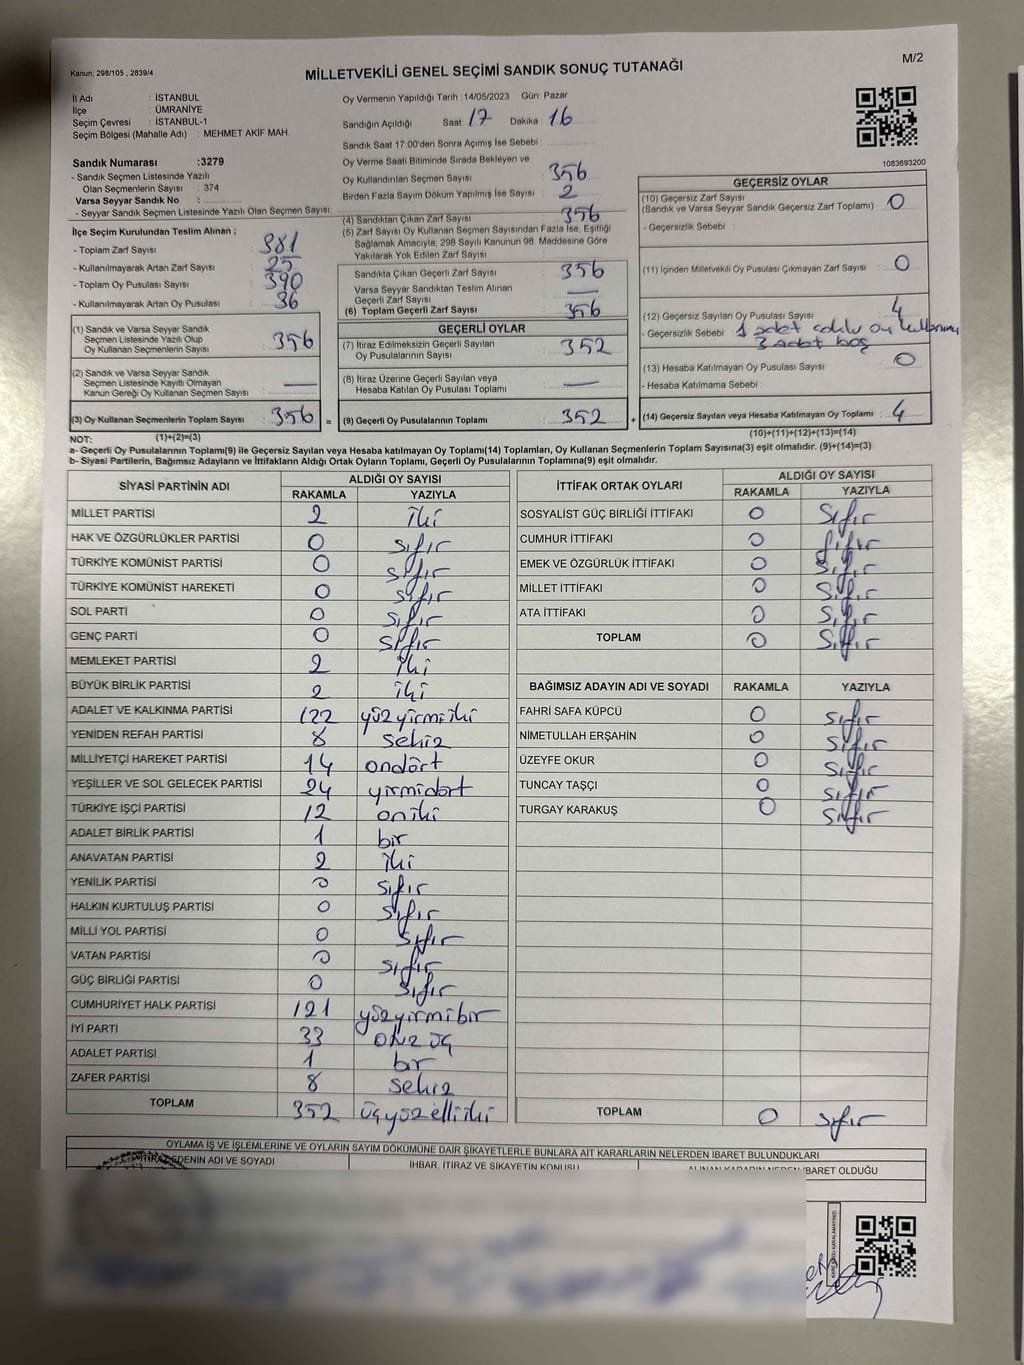 Kanun; 298/105 , 2839/4
MİLLETVEKİLİ GENEL SEÇİMİ SANDIK SONUÇ TUTANAĞI
M/2
İl Adı : İSTANBUL
İlçe : ÜMRANİYE
Seçim Çevresi : İSTANBUL-1
Seçim Bölgesi (Mahalle Adı) : MEHMET AKİF MAH.
Sandık Numarası :3279
- Sandık Seçmen Listesinde Yazılı
Olan Seçmenlerin Sayısı : 374
Varsa Seyyar Sandık No :
- Seyyar Sandık Seçmen Listesinde Yazılı Olan Seçmen Sayısı:
İlçe Seçim Kurulundan Teslim Alınan ;
- Toplam Zarf Sayısı : 381
- Kullanılmayarak Artan Zarf Sayısı : 25
- Toplam Oy Pusulası Sayısı : 390
- Kullanılmayarak Artan Oy Pusulası : 36
(1) Sandık ve Varsa Seyyar Sandık
Seçmen Listesinde Yazılı Olup
Oy Kullanan Seçmenlerin Sayısı : 356
(2) Sandık ve Varsa Seyyar Sandık
Seçmen Listesinde Kayıtlı Olmayan
Kanun Gereği Oy Kullanan Seçmen Sayısı : —
(3) Oy Kullanan Seçmenlerin Toplam Sayısı : 356 =
Oy Vermenin Yapıldığı Tarih :14/05/2023 Gün: Pazar
Sandığın Açıldığı Saat: 17 Dakika : 16
Sandık Saat 17:00'den Sonra Açımış İse Sebebi :
Oy Verme Saati Bitiminde Sırada Bekleyen ve
Oy Kullandırılan Seçmen Sayısı : 356
Birden Fazla Sayım Döküm Yapılmış İse Sayısı : 2
(4) Sandıktan Çıkan Zarf Sayısı : 356
(5) Zarf Sayısı Oy Kullanan Seçmen Sayısından Fazla İse, Eşitliği
Sağlamak Amacıyla, 298 Sayılı Kanunun 98. Maddesine Göre
Yakılarak Yok Edilen Zarf Sayısı :
Sandıkta Çıkan Geçerli Zarf Sayısı : 356
Varsa Seyyar Sandıktan Teslim Alınan
Geçerli Zarf Sayısı : —
(6) Toplam Geçerli Zarf Sayısı : 356
GEÇERLİ OYLAR
(7) İtiraz Edilmeksizin Geçerli Sayılan
Oy Pusulalarının Sayısı : 352
(8) İtiraz Üzerine Geçerli Sayılan veya
Hesaba Katılan Oy Pusulası Toplamı : —
(9) Geçerli Oy Pusulalarının Toplamı : 352 +
1083693200
GEÇERSİZ OYLAR
(10) Geçersiz Zarf Sayısı
(Sandık ve Varsa Seyyar Sandık Geçersiz Zarf Toplamı) : 0
- Geçersizlik Sebebi :
(11) İçinden Milletvekili Oy Pusulası Çıkmayan Zarf Sayısı : 0
(12) Geçersiz Sayılan Oy Pusulası Sayısı : 4
- Geçersizlik Sebebi : 1 adet çoklu oy kullanımı
3 adet boş
(13) Hesaba Katılmayan Oy Pusulası Sayısı : 0
- Hesaba Katılmama Sebebi :
(14) Geçersiz Sayılan veya Hesaba Katılmayan Oy Toplamı : 4
NOT: (1)+(2)=(3)
(10)+(11)+(12)+(13)=(14)
a- Geçerli Oy Pusulalarının Toplamı(9) ile Geçersiz Sayılan veya Hesaba katılmayan Oy Toplamı(14) Toplamları, Oy Kullanan Seçmenlerin Toplam Sayısına(3) eşit olmalıdır. (9)+(14)=(3)
b- Siyasi Partilerin, Bağımsız Adayların ve İttifakların Aldığı Ortak Oyların Toplamı, Geçerli Oy Pusulalarının Toplamına(9) eşit olmalıdır.
SİYASİ PARTİNİN ADI ALDIĞI OY SAYISI
RAKAMLA YAZIYLA
MİLLET PARTİSİ 2 iki
HAK VE ÖZGÜRLÜKLER PARTİSİ 0 sıfır
TÜRKİYE KOMÜNİST PARTİSİ 0 sıfır
TÜRKİYE KOMÜNİST HAREKETİ 0 sıfır
SOL PARTİ 0 sıfır
GENÇ PARTİ 0 sıfır
MEMLEKET PARTİSİ 2 iki
BÜYÜK BİRLİK PARTİSİ 2 iki
ADALET VE KALKINMA PARTİSİ 122 yüzyirmiiki
YENİDEN REFAH PARTİSİ 8 sekiz
MİLLİYETÇİ HAREKET PARTİSİ 14 ondört
YEŞİLLER VE SOL GELECEK PARTİSİ 24 yirmidört
TÜRKİYE İŞÇİ PARTİSİ 12 oniki
ADALET BİRLİK PARTİSİ 1 bir
ANAVATAN PARTİSİ 2 iki
YENİLİK PARTİSİ 0 sıfır
HALKIN KURTULUŞ PARTİSİ 0 sıfır
MİLLİ YOL PARTİSİ 0 sıfır
VATAN PARTİSİ 0 sıfır
GÜÇ BİRLİĞİ PARTİSİ 0 sıfır
CUMHURİYET HALK PARTİSİ 121 yüzyirmibir
İYİ PARTİ 33 otuz üç
ADALET PARTİSİ 1 bir
ZAFER PARTİSİ 8 sekiz
TOPLAM 352 üçyüzelliiki
İTTİFAK ORTAK OYLARI ALDIĞI OY SAYISI
RAKAMLA YAZIYLA
SOSYALİST GÜÇ BİRLİĞİ İTTİFAKI 0 sıfır
CUMHUR İTTİFAKI 0 sıfır
EMEK VE ÖZGÜRLÜK İTTİFAKI 0 sıfır
MİLLET İTTİFAKI 0 sıfır
ATA İTTİFAKI 0 sıfır
TOPLAM 0 sıfır
BAĞIMSIZ ADAYIN ADI VE SOYADI RAKAMLA YAZIYLA
FAHRİ SAFA KÜPCÜ 0 sıfır
NİMETULLAH ERŞAHİN 0 sıfır
ÜZEYFE OKUR 0 sıfır
TUNCAY TAŞÇI 0 sıfır
TURGAY KARAKUŞ 0 sıfır
TOPLAM 0 sıfır
OYLAMA İŞ VE İŞLEMLERİNE VE OYLARIN SAYIM DÖKÜMÜNE DAİR ŞİKAYETLERLE BUNLARA AİT KARARLARIN NELERDEN İBARET BULUNDUKLARI
İTİRAZ EDENİN ADI VE SOYADI
İHBAR, İTİRAZ VE ŞİKAYETİN KONUSU
ALINAN KARARIN NEDEN İBARET OLDUĞU